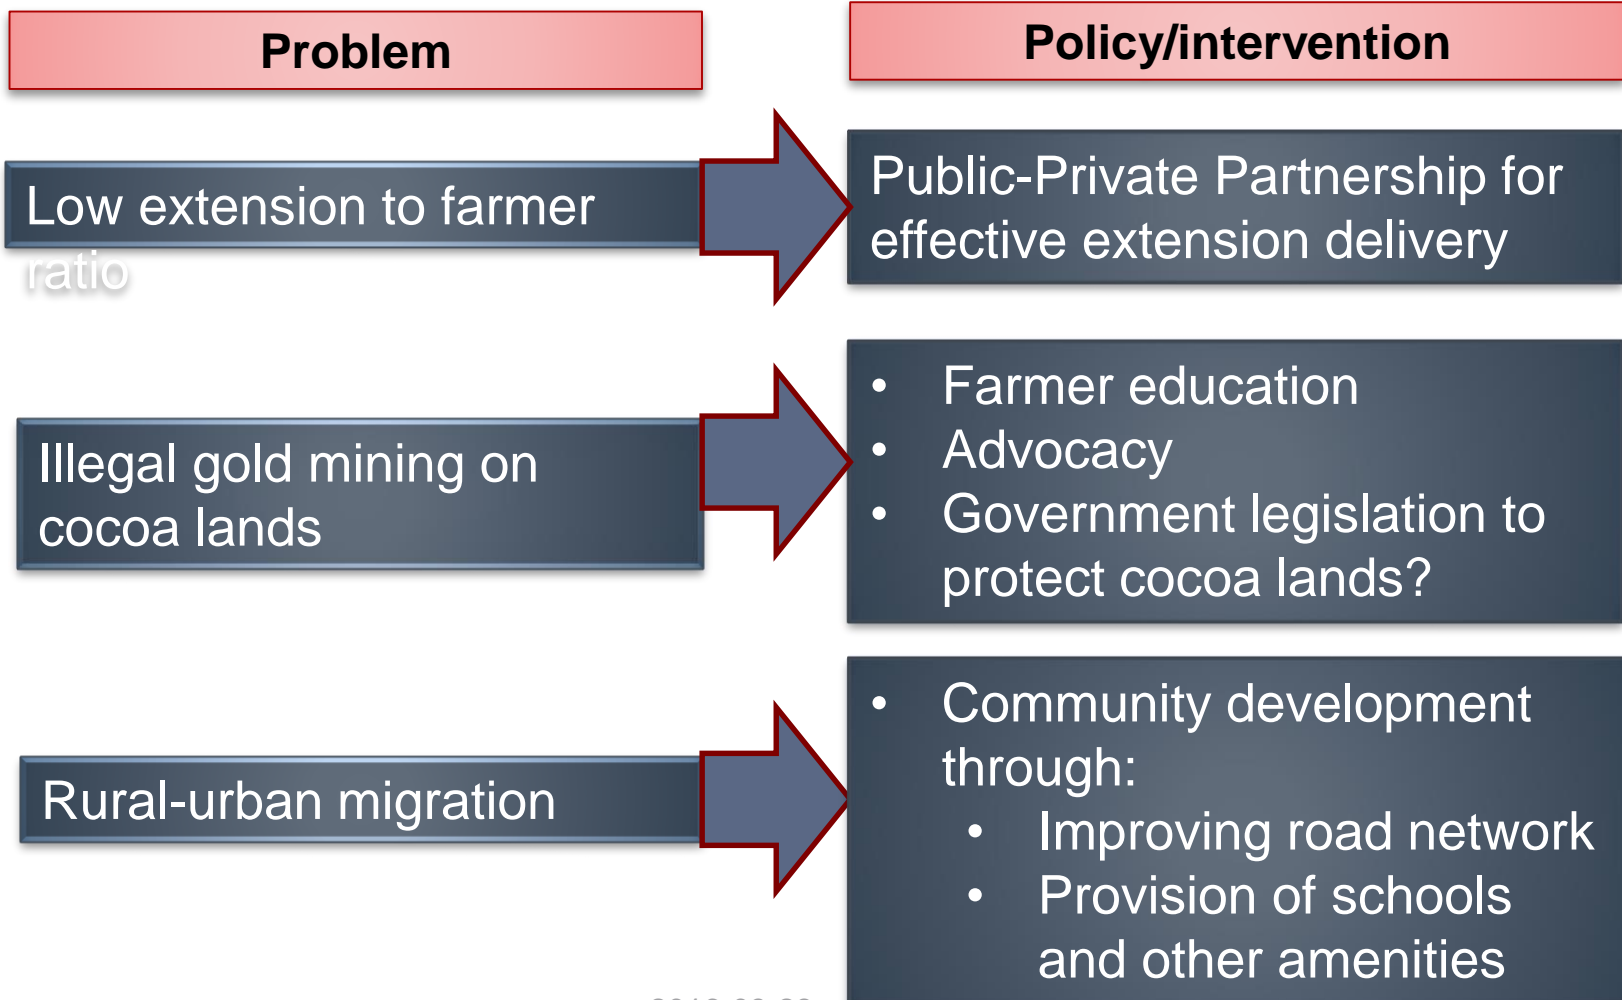 Problem
Policy/intervention
Low extension to farmer
ratio
Public-Private Partnership for
effective extension delivery
Illegal gold mining on
cocoa lands
• Farmer education
• Advocacy
• Government legislation to
protect cocoa lands?
Rural-urban migration
• Community development
through:
• Improving road network
• Provision of schools
and other amenities